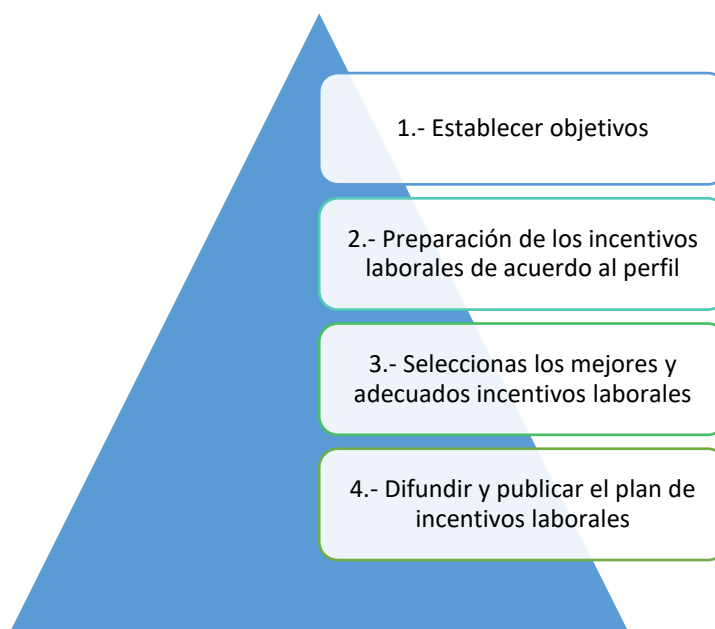 1.- Establecer objetivos
2.- Preparación de los incentivos
laborales de acuerdo al perfil
3.- Seleccionas los mejores y
adecuados incentivos laborales
4.- Difundir y publicar el plan de
incentivos laborales